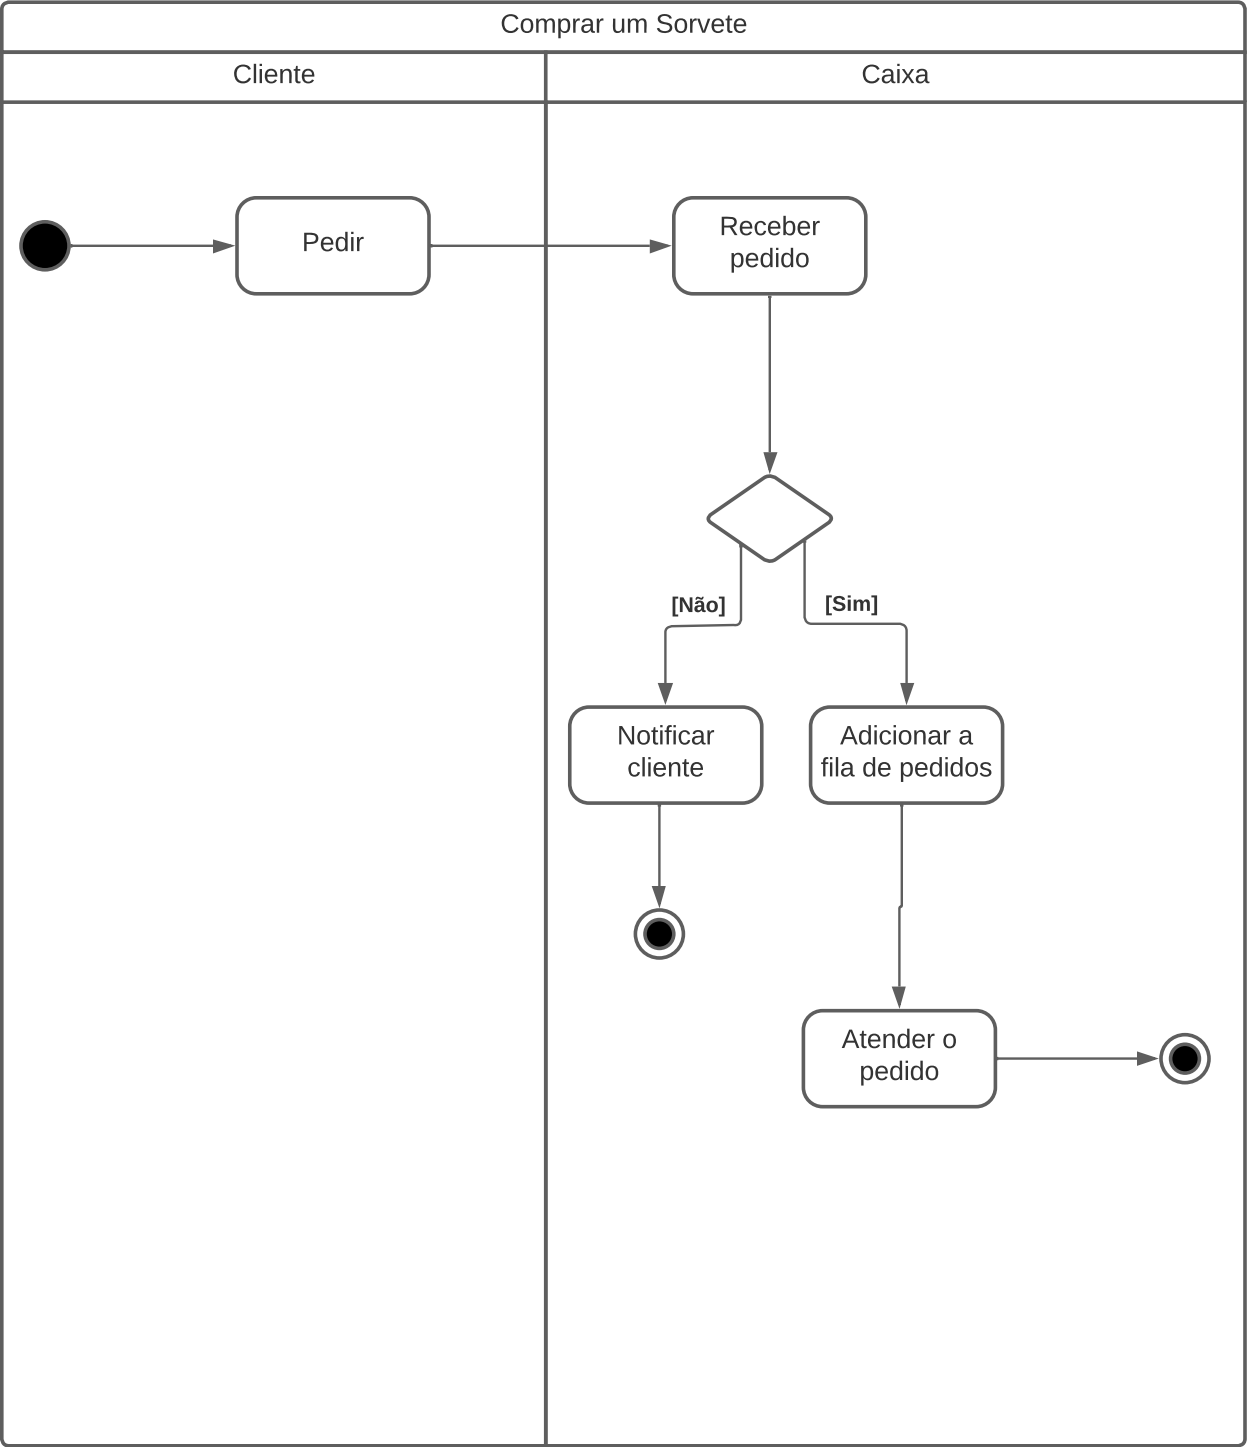 Comprar um Sorvete
Cliente
Caixa
Pedir
Receber
pedido
[Não]
[Sim]
Notificar
cliente
Adicionar a
fila de pedidos
Atender o
pedido